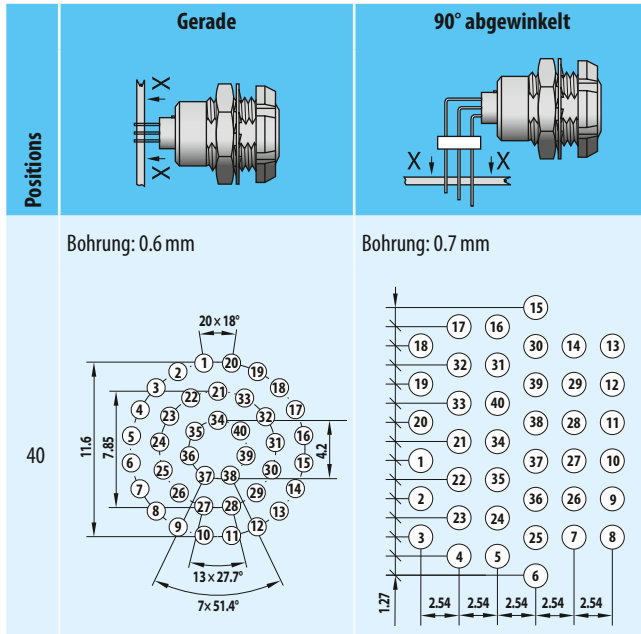 Positions
Gerade
90° abgewinkelt
X
X
X
X
40
Bohrung: 0.6 mm
20 × 18°
1 20
2 19
3 22 21 33 18
4 23 34 32 17
5 24 35 40 31 16
6 25 36 39 30 15
7 26 37 38 29 14
8 27 28 13
9 10 11 12
11.6
7.85
4.2
13 × 27.7°
7 × 51.4°
Bohrung: 0.7 mm
15
17 16
18 30 14 13
32 31
19 39 29 12
33 40
20 38 28 11
21 34
1 37 27 10
22 35
2 36 26 9
23 24
3 25 7 8
4 5
6
1.27
2.54 2.54 2.54 2.54 2.54